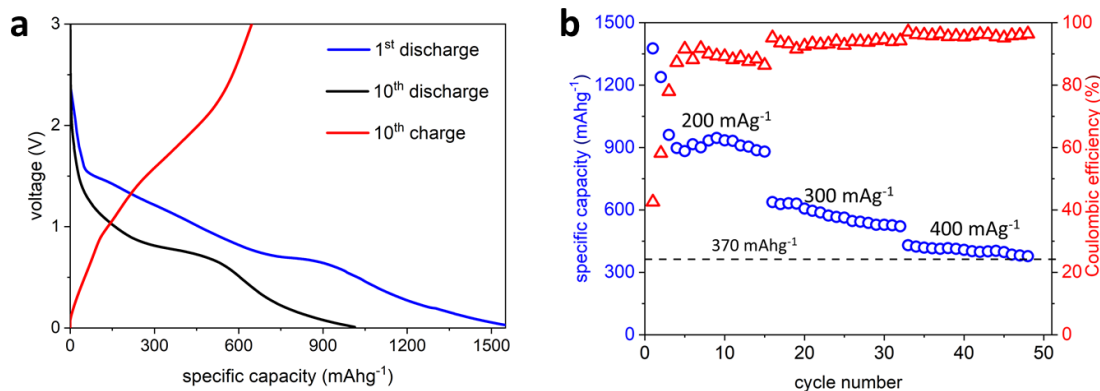 a
3
2
1
0
voltage (V)
0 300 600 900 1200 1500
specific capacity (mAhg⁻¹)
1ˢᵗ discharge
10ᵗʰ discharge
10ᵗʰ charge
b
1500
1200
900
600
300
0
specific capacity (mAhg⁻¹)
200 mAg⁻¹
300 mAg⁻¹
400 mAg⁻¹
370 mAhg⁻¹
0 10 20 30 40 50
cycle number
100
80
60
40
20
0
Coulombic efficiency (%)